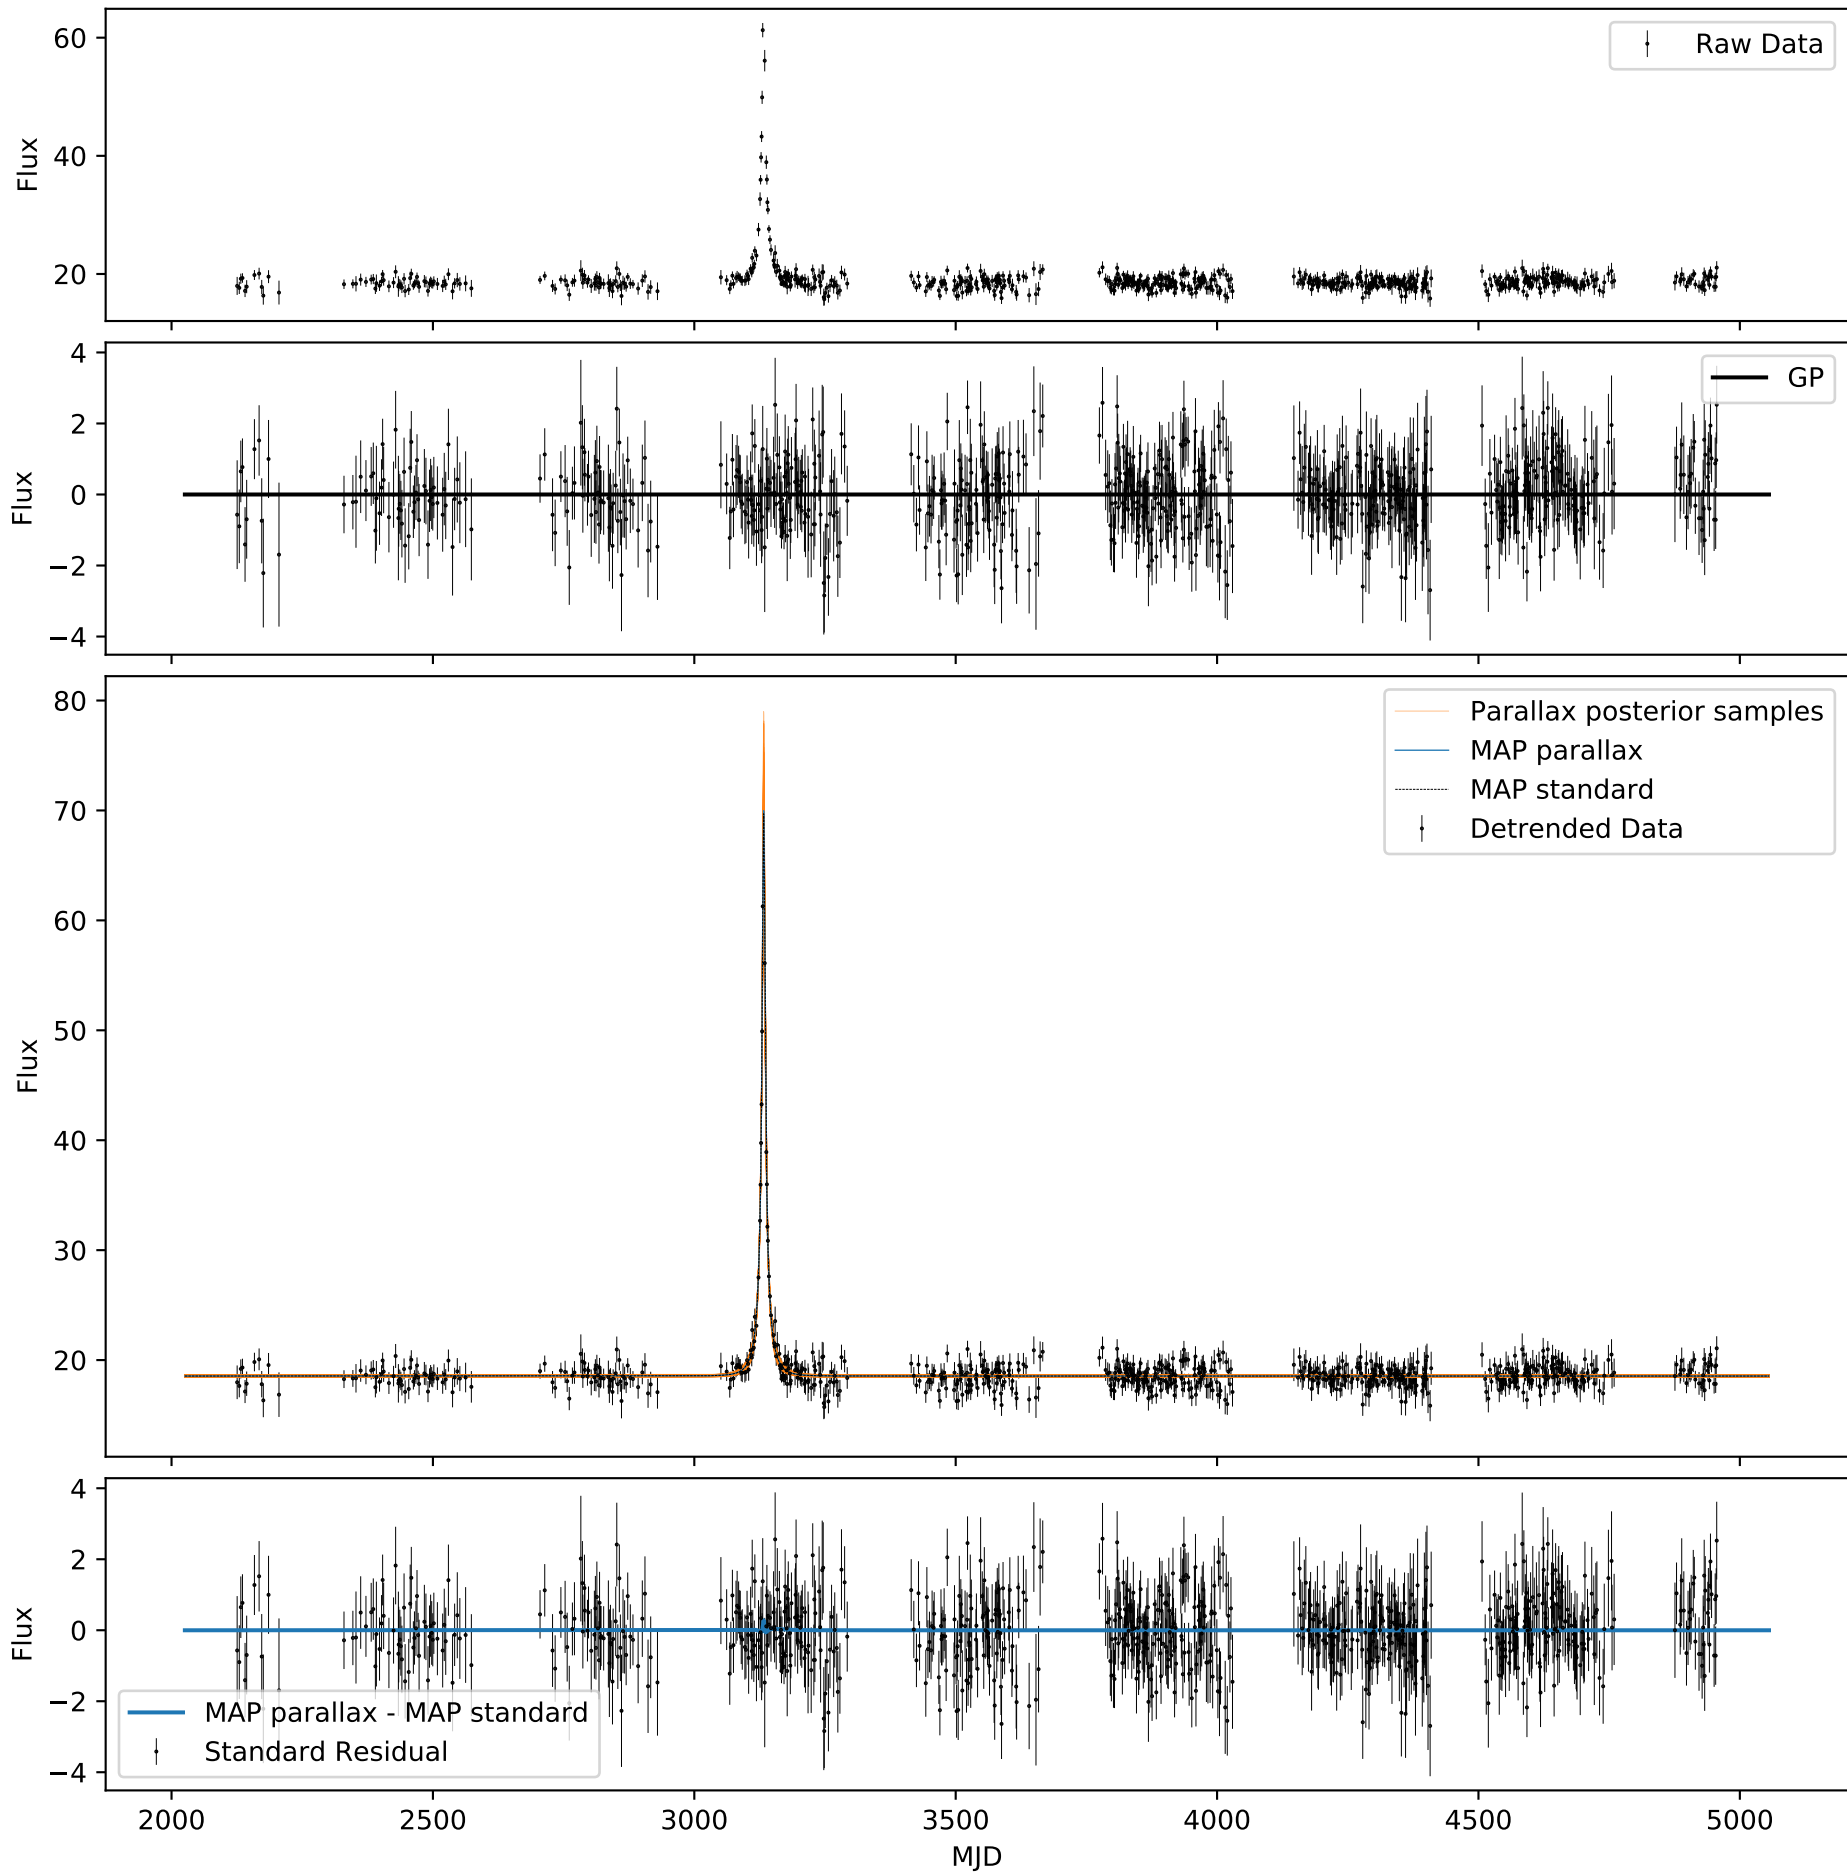 60
40
20
Flux
Raw Data
4
2
0
−2
−4
Flux
GP
80
70
60
50
40
30
20
Flux
Parallax posterior samples
MAP parallax
MAP standard
Detrended Data
4
2
0
−2
−4
Flux
MAP parallax - MAP standard
Standard Residual
2000 2500 3000 3500 4000 4500 5000
MJD